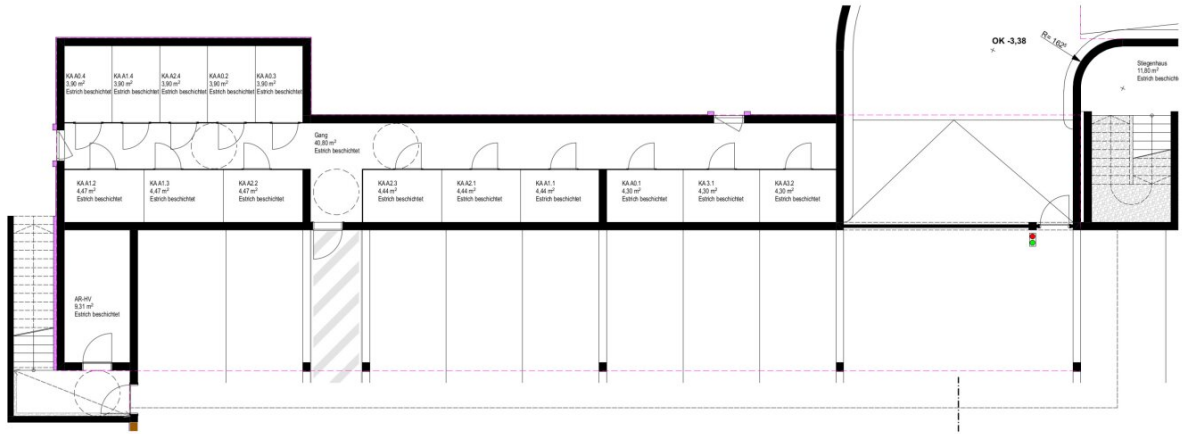 KA A0.4
3,90 m²
Estrich beschichtet
KA A1.4
3,90 m²
Estrich beschichtet
KA A2.4
3,90 m²
Estrich beschichtet
KA A0.2
3,90 m²
Estrich beschichtet
KA A0.3
3,90 m²
Estrich beschichtet
OK -3,38
R= 162⁵
Stiegenhaus
11,80 m²
Estrich beschicht
Gang
40,80 m²
Estrich beschichtet
KA A1.2
4,47 m²
Estrich beschichtet
KA A1.3
4,47 m²
Estrich beschichtet
KA A2.2
4,47 m²
Estrich beschichtet
KA A2.3
4,44 m²
Estrich beschichtet
KA A2.1
4,44 m²
Estrich beschichtet
KA A1.1
4,44 m²
Estrich beschichtet
KA A0.1
4,30 m²
Estrich beschichtet
KA 3.1
4,30 m²
Estrich beschichtet
KA A3.2
4,30 m²
Estrich beschichtet
AR-HV
9,31 m²
Estrich beschichtet